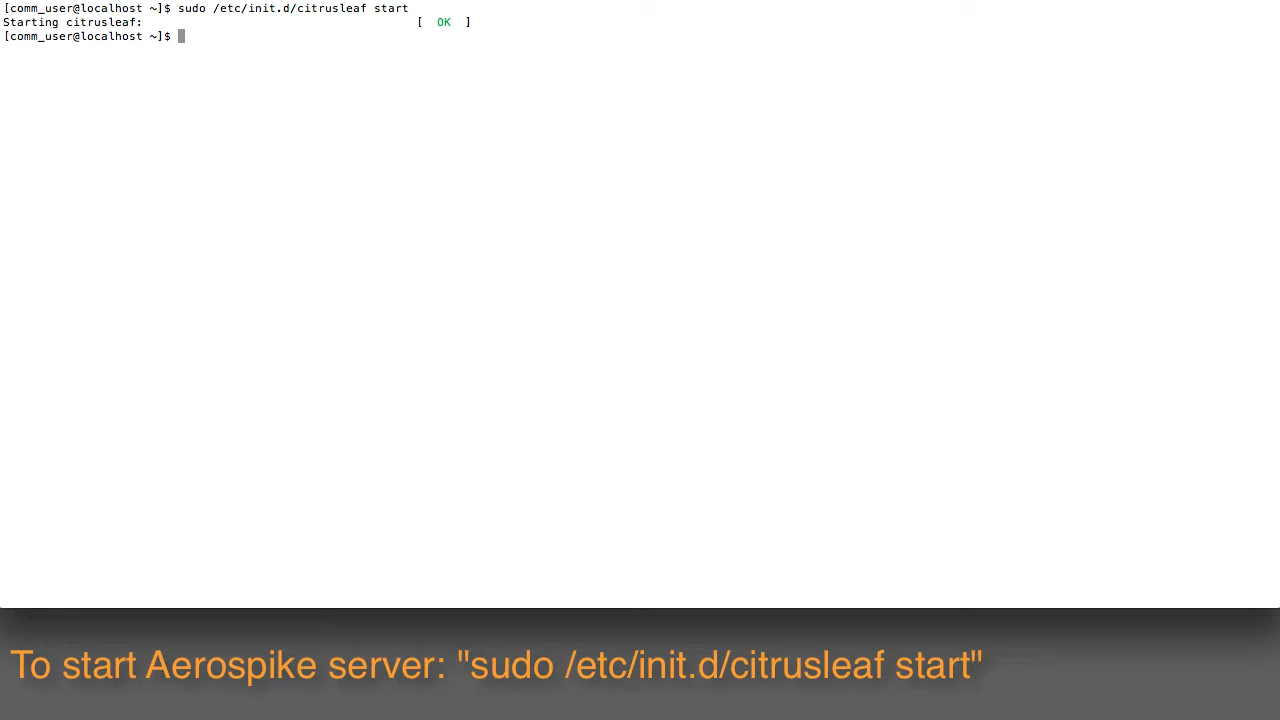 [comm_user@localhost ~]$ sudo /etc/init.d/citrusleaf start
Starting citrusleaf: [ OK ]
[comm_user@localhost ~]$
To start Aerospike server: "sudo /etc/init.d/citrusleaf start"